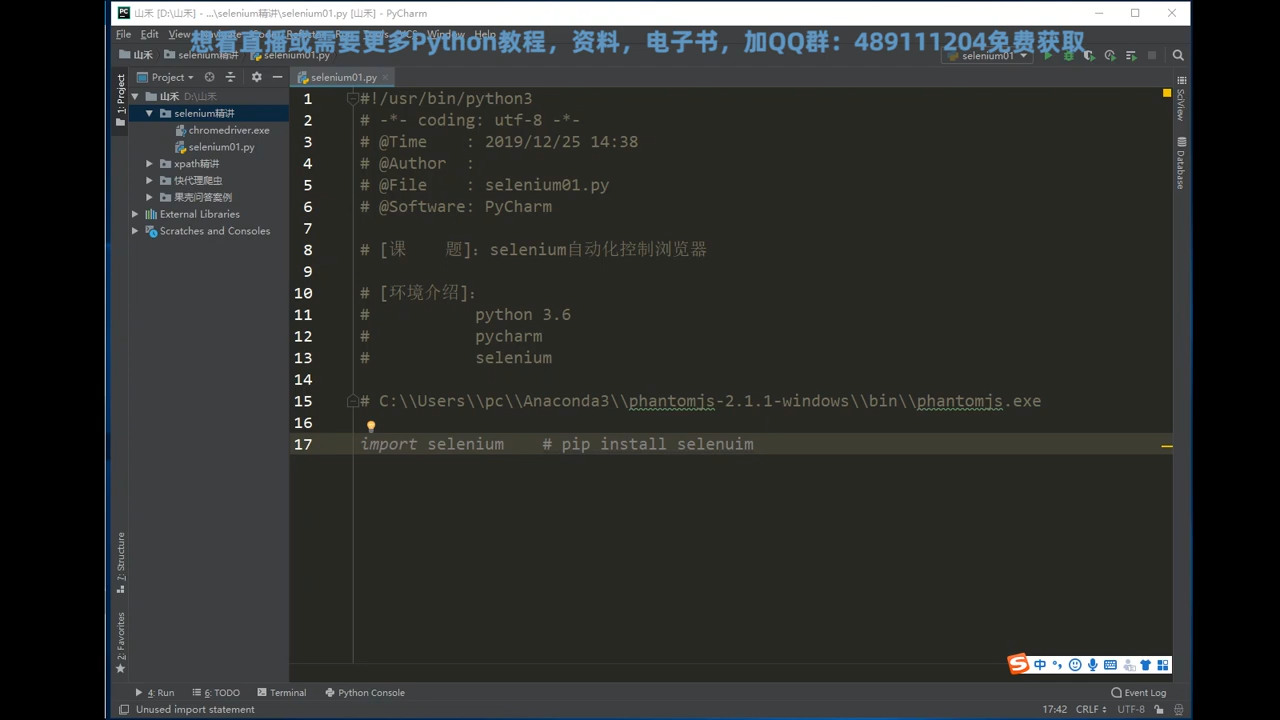 山禾 [D:\山禾] - ...\selenium精讲\selenium01.py [山禾] - PyCharm
File Edit View Window Help
想看直播或需要更多Python教程，资料，电子书，加QQ群：489111204免费获取
山禾 selenium精讲 selenium01.py selenium01
1: Project
Project
selenium01.py
山禾 D:\山禾
selenium精讲
chromedriver.exe
selenium01.py
xpath精讲
快代理爬虫
果壳问答案例
External Libraries
Scratches and Consoles
1 #!/usr/bin/python3
2 # -*- coding: utf-8 -*-
3 # @Time : 2019/12/25 14:38
4 # @Author :
5 # @File : selenium01.py
6 # @Software: PyCharm
7
8 # [课 题]：selenium自动化控制浏览器
9
10 # [环境介绍]：
11 # python 3.6
12 # pycharm
13 # selenium
14
15 # C:\\Users\\pc\\Anaconda3\\phantomjs-2.1.1-windows\\bin\\phantomjs.exe
16
17 import selenium # pip install selenuim
SciView
Database
7: Structure
2: Favorites
中
4: Run 6: TODO Terminal Python Console Event Log
Unused import statement 17:42 CRLF UTF-8